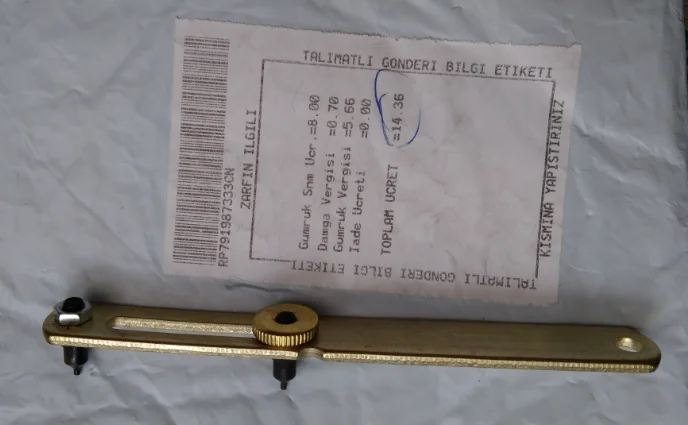 TALIMATLI GONDERI BILGI ETIKETI
RP791987333CN
ZARFIN ILGILI
Gumruk Snm Ucr.=8.00
Damga Vergisi =0.70
Gumruk Vergisi =5.66
Iade Ucreti =0.00
TOPLAM UCRET =14.36
KISMINA YAPISTIRINIZ
TALIMATLI GONDERI BILGI ETIKETI